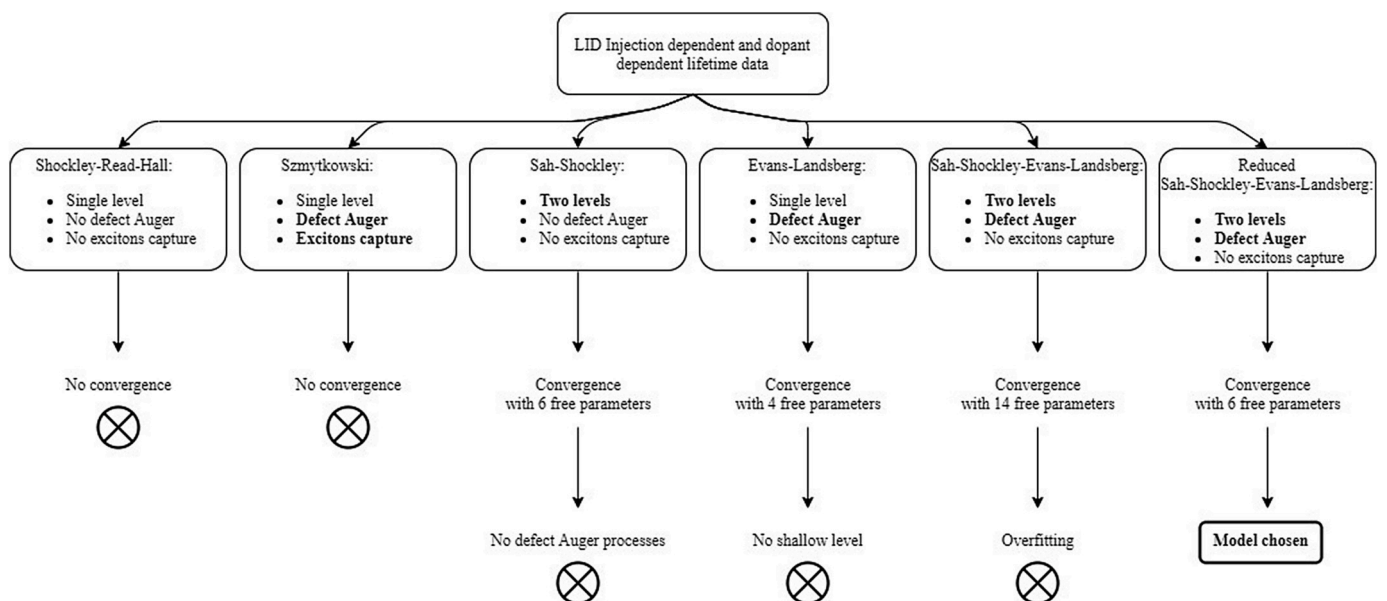 LID Injection dependent and dopant
dependent lifetime data
Shockley-Read-Hall:
• Single level
• No defect Auger
• No excitons capture
No convergence
Szmytkowski:
• Single level
• Defect Auger
• Excitons capture
No convergence
Sah-Shockley:
• Two levels
• No defect Auger
• No excitons capture
Convergence
with 6 free parameters
No defect Auger processes
Evans-Landsberg:
• Single level
• Defect Auger
• No excitons capture
Convergence
with 4 free parameters
No shallow level
Sah-Shockley-Evans-Landsberg:
• Two levels
• Defect Auger
• No excitons capture
Convergence
with 14 free parameters
Overfitting
Reduced
Sah-Shockley-Evans-Landsberg:
• Two levels
• Defect Auger
• No excitons capture
Convergence
with 6 free parameters
Model chosen